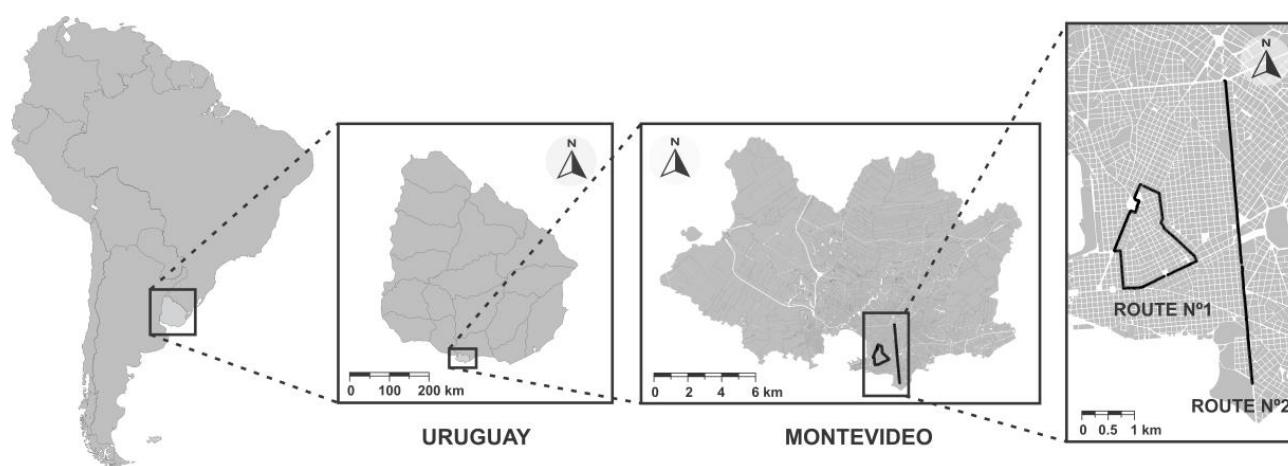 N
0 100 200 km
URUGUAY
N
0 2 4 6 km
MONTEVIDEO
N
ROUTE Nº1
ROUTE Nº2
0 0.5 1 km